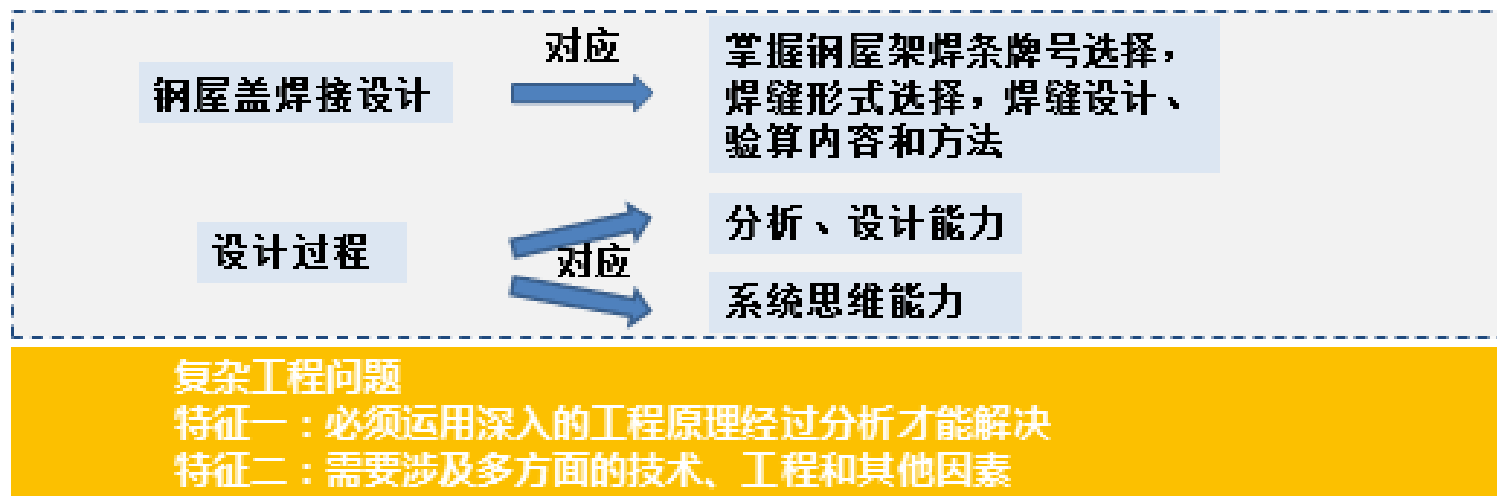 对应
钢屋盖焊接设计
掌握钢屋架焊条牌号选择，
焊缝形式选择，焊缝设计、
验算内容和方法
设计过程
对应
分析、设计能力
系统思维能力
复杂工程问题
特征一：必须运用深入的工程原理经过分析才能解决
特征二：需要涉及多方面的技术、工程和其他因素